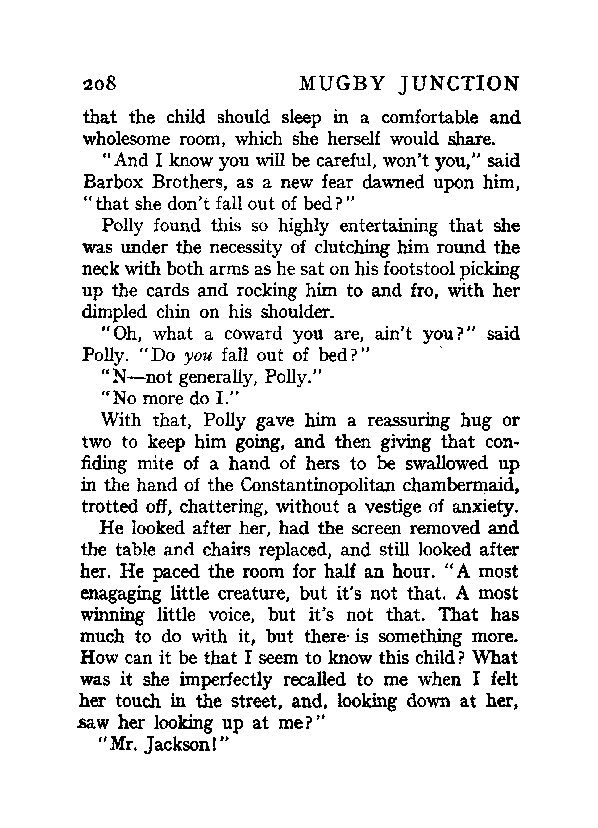 208 MUGBY JUNCTION
that the child should sleep in a comfortable and
wholesome room, which she herself would share.
"And I know you will be careful, won't you," said
Barbox Brothers, as a new fear dawned upon him,
"that she don't fall out of bed?"
Polly found this so highly entertaining that she
was under the necessity of clutching him round the
neck with both arms as he sat on his footstool picking
up the cards and rocking him to and fro, with her
dimpled chin on his shoulder.
"Oh, what a coward you are, ain't you?" said
Polly. "Do you fall out of bed?"
"N—not generally, Polly."
"No more do I."
With that, Polly gave him a reassuring hug or
two to keep him going, and then giving that con-
fiding mite of a hand of hers to be swallowed up
in the hand of the Constantinopolitan chambermaid,
trotted off, chattering, without a vestige of anxiety.
He looked after her, had the screen removed and
the table and chairs replaced, and still looked after
her. He paced the room for half an hour. "A most
enagaging little creature, but it's not that. A most
winning little voice, but it's not that. That has
much to do with it, but there is something more.
How can it be that I seem to know this child? What
was it she imperfectly recalled to me when I felt
her touch in the street, and, looking down at her,
saw her looking up at me?"
"Mr. Jackson!"